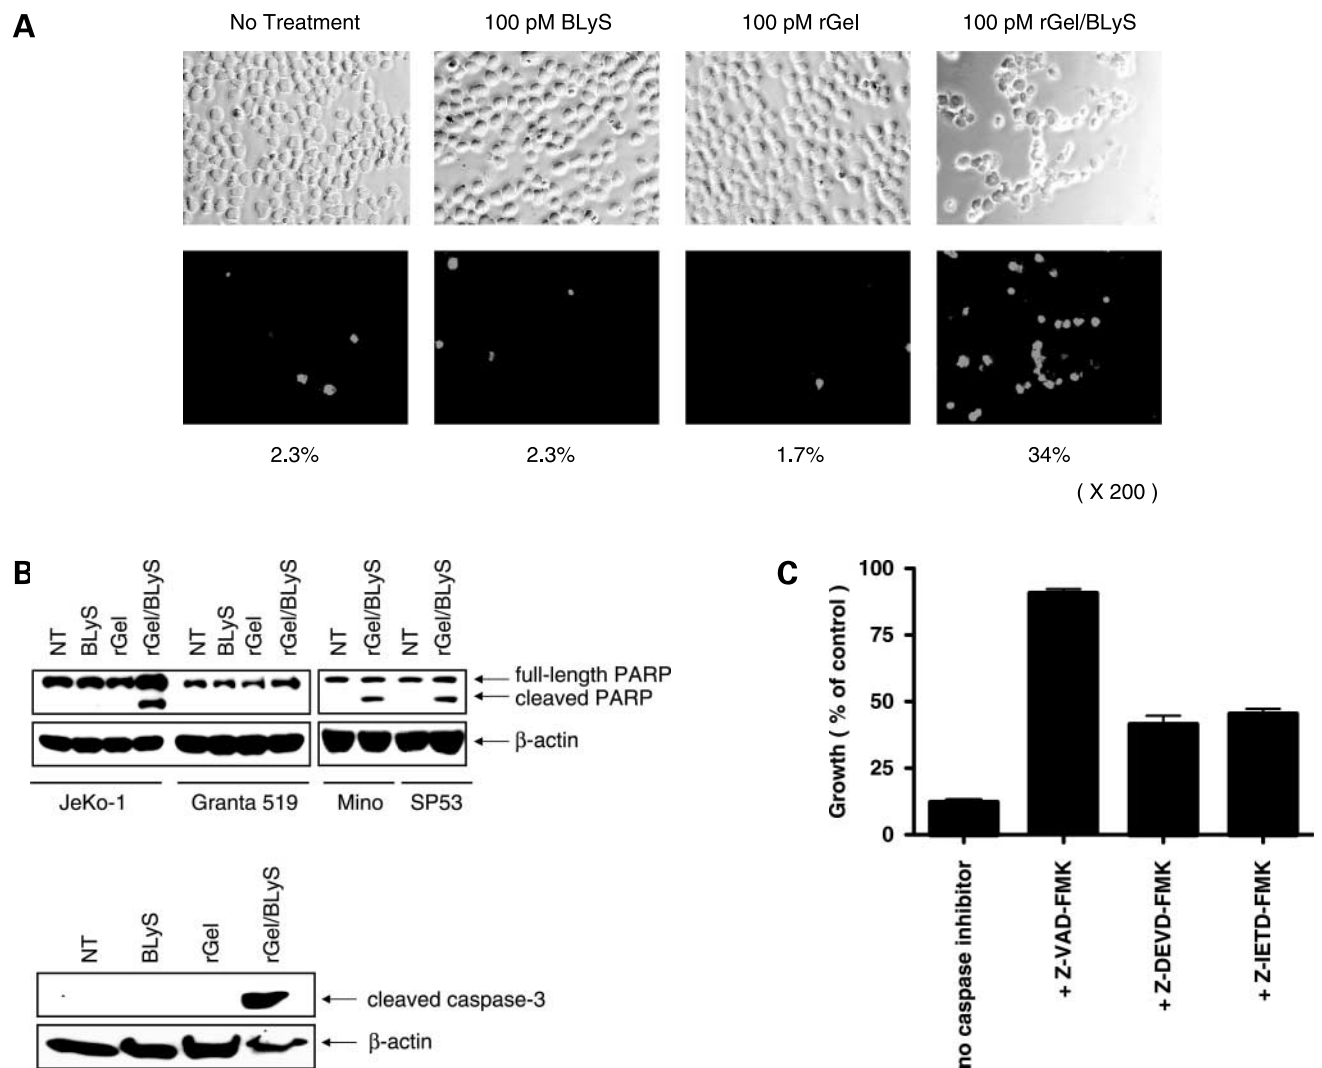 A
No Treatment
100 pM BLyS
100 pM rGel
100 pM rGel/BLyS
2.3%
2.3%
1.7%
34%
( X 200 )
B
NT
BLyS
rGel
rGel/BLyS
NT
BLyS
rGel
rGel/BLyS
NT
rGel/BLyS
NT
rGel/BLyS
full-length PARP
cleaved PARP
β-actin
JeKo-1
Granta 519
Mino
SP53
NT
BLyS
rGel
rGel/BLyS
cleaved caspase-3
β-actin
C
Growth ( % of control )
100
75
50
25
0
no caspase inhibitor
+ Z-VAD-FMK
+ Z-DEVD-FMK
+ Z-IETD-FMK